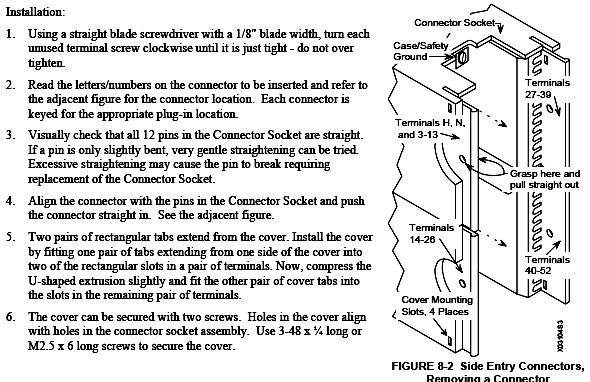 Installation:
1. Using a straight blade screwdriver with a 1/8" blade width, turn each
unused terminal screw clockwise until it is just tight - do not over
tighten.
2. Read the letters/numbers on the connector to be inserted and refer to
the adjacent figure for the connector location. Each connector is
keyed for the appropriate plug-in location.
3. Visually check that all 12 pins in the Connector Socket are straight.
If a pin is only slightly bent, very gentle straightening can be tried.
Excessive straightening may cause the pin to break requiring
replacement of the Connector Socket.
4. Align the connector with the pins in the Connector Socket and push
the connector straight in. See the adjacent figure.
5. Two pairs of rectangular tabs extend from the cover. Install the cover
by fitting one pair of tabs extending from one side of the cover into
two of the rectangular slots in a pair of terminals. Now, compress the
U-shaped extrusion slightly and fit the other pair of cover tabs into
the slots in the remaining pair of terminals.
6. The cover can be secured with two screws. Holes in the cover align
with holes in the connector socket assembly. Use 3-48 x ¼ long or
M2.5 x 6 long screws to secure the cover.
Connector Socket
Case/Safety
Ground
Terminals
27-39
Terminals H, N,
and 3-13
Grasp here and
pull straight out
Terminals
14-26
Terminals
40-52
Cover Mounting
Slots, 4 Places
X03104S3
FIGURE 8-2 Side Entry Connectors,
Removing a Connector